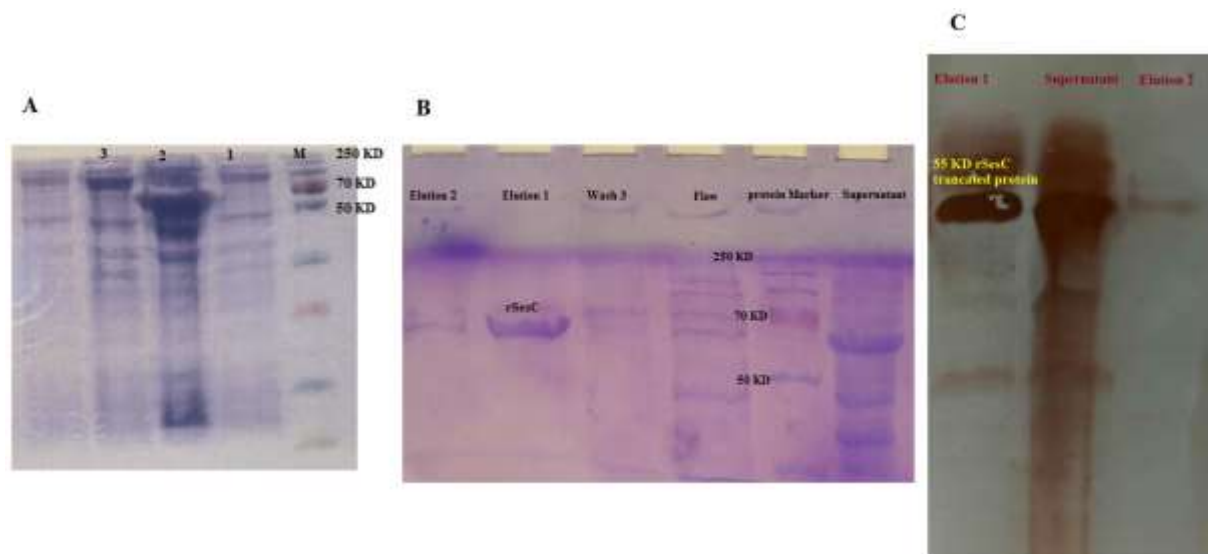 A
3 2 1 M 250 KD
70 KD
50 KD
B
Elution 2 Elution 1 Wash 3 Flow protein Marker Supernatant
250 KD
rSesC
70 KD
50 KD
C
Elution 1 Supernatant Elution 2
55 KD rSesC
truncated protein